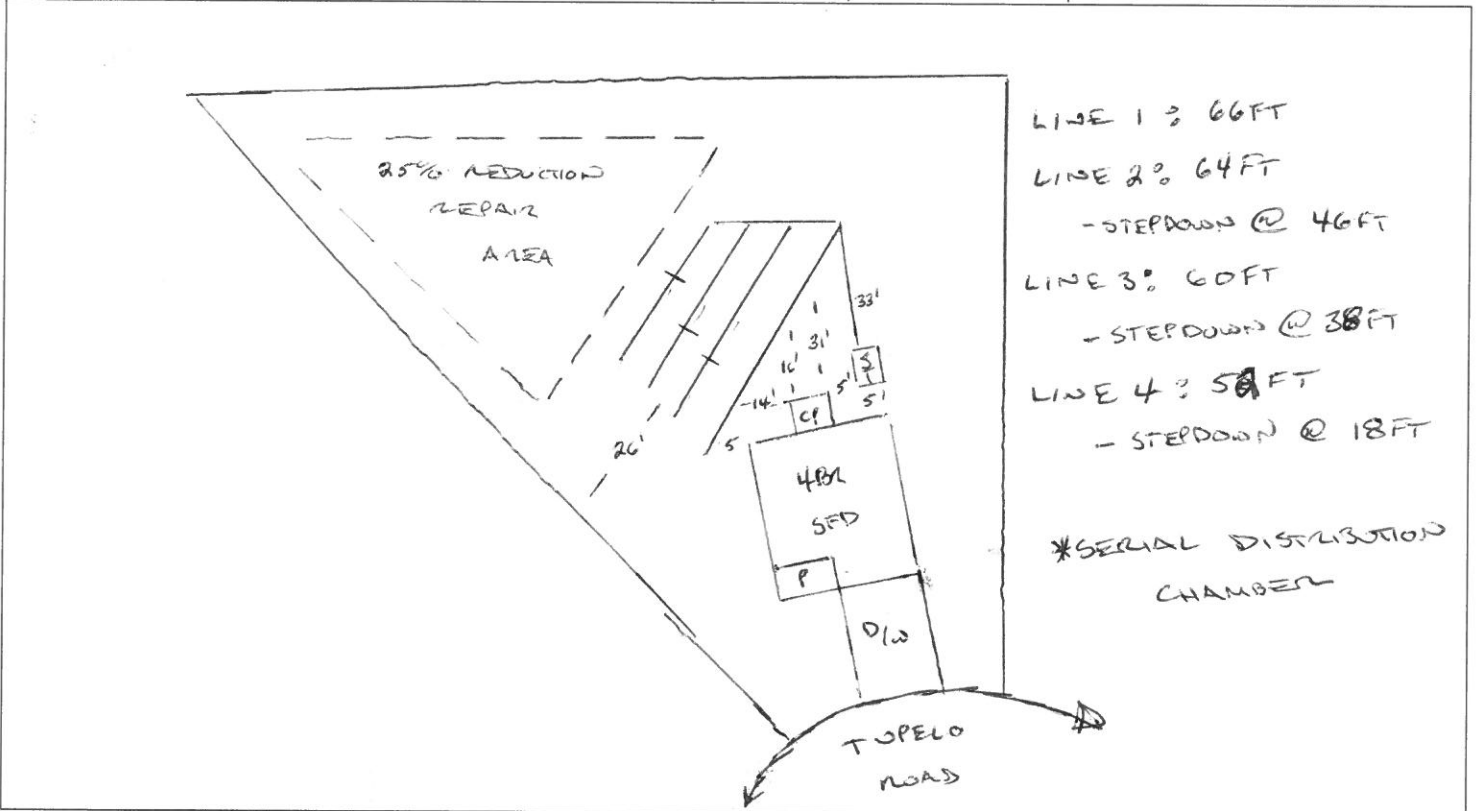 25% REDUCTION
REPAIR
AREA
33'
31'
16'
5'
5'
14'
CP
ST
5
26'
4BR
SFD
P
D/W
TUPELO
ROAD
LINE 1: 66FT
LINE 2: 64FT
-STEPDOWN @ 46FT
LINE 3: 60FT
-STEPDOWN @ 38FT
LINE 4: FT
- STEPDOWN @ 18FT
*SERIAL DISTRIBUTION
CHAMBER